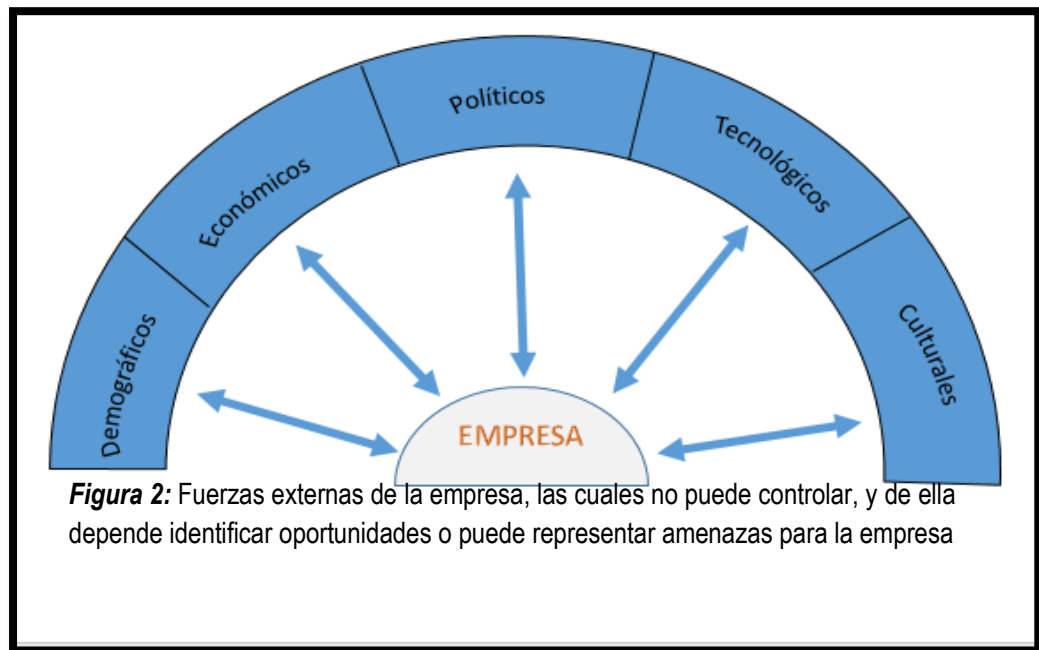 Demográficos
Económicos
Políticos
Tecnológicos
Culturales
EMPRESA
Figura 2: Fuerzas externas de la empresa, las cuales no puede controlar, y de ella
depende identificar oportunidades o puede representar amenazas para la empresa